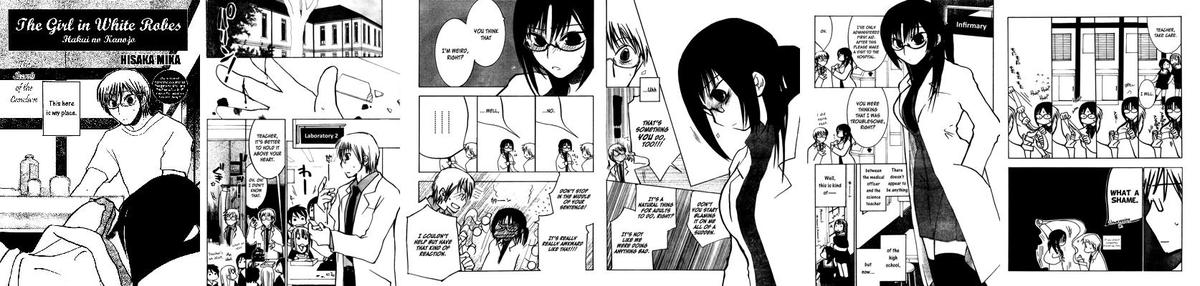 The Girl in White Robes
Hakui no Kanojo
HISAKA MIKA
This here
is my place.
TEACHER,
IT'S BETTER
TO HOLD IT
ABOVE YOUR
HEART.
OH, OH!
I DIDN'T
KNOW
THAT.
Laboratory 2
YOU THINK
THAT
I'M WEIRD,
RIGHT?
...WELL,
...NO.
DON'T STOP
IN THE MIDDLE
OF YOUR
SENTENCE!
IT'S REALLY
REALLY AWKWARD
LIKE THAT!!!
I COULDN'T
HELP BUT HAVE
THAT KIND OF
REACTION.
...Uhh
THAT'S
SOMETHING
YOU DO,
TOO!!!
DON'T YOU
START
BLAMING IT
ON ME
ALL OF A
SUDDEN.
IT'S A
NATURAL THING
FOR ADULTS
TO DO, RIGHT?
IT'S NOT
LIKE WE
WERE DOING
ANYTHING BAD.
Infirmary
I'VE ONLY
ADMINISTERED
FIRST AID.
AFTER THIS
PLEASE MAKE
A VISIT
TO THE
HOSPITAL.
OK.
YOU WERE
THINKING
THAT I WAS
TROUBLESOME,
RIGHT?
There
doesn't
appear to
be anything
between
the medical
officer
and the
science
teacher
Well,
this is kind
of
of the
high
school,
but
now....
TEACHER,
TAKE CARE.
I WILL.
WHAT A
SHAME.